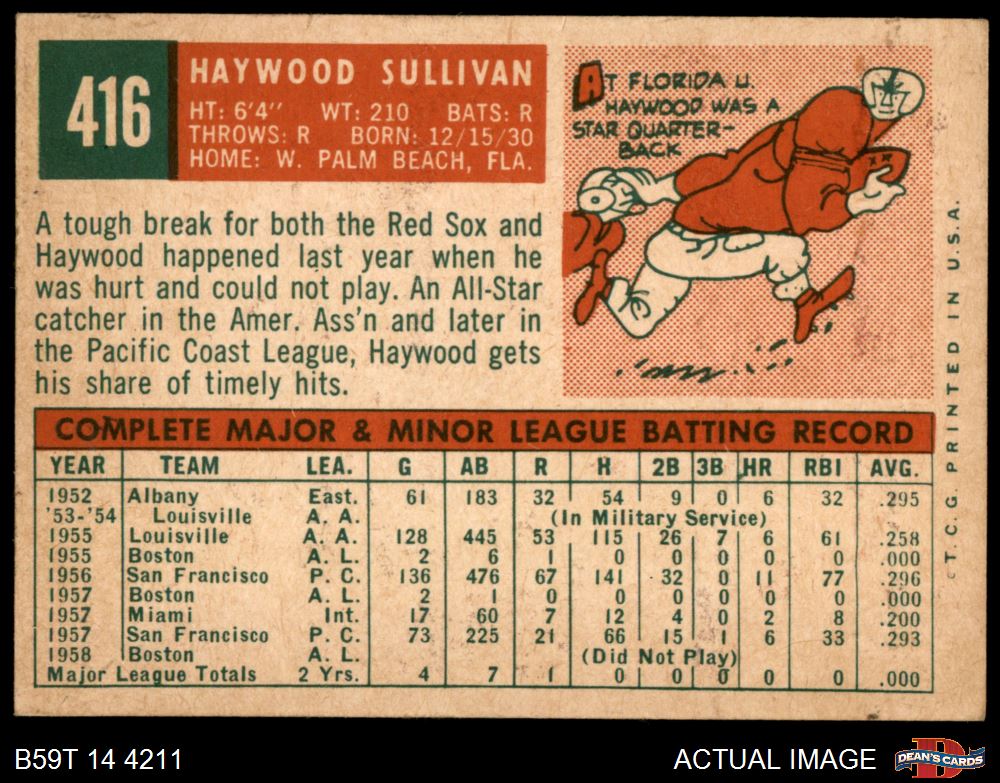 416
HAYWOOD SULLIVAN
HT: 6'4" WT: 210 BATS: R
THROWS: R BORN: 12/15/30
HOME: W. PALM BEACH, FLA.
AT FLORIDA U.
HAYWOOD WAS A
STAR QUARTER-
BACK
A tough break for both the Red Sox and
Haywood happened last year when he
was hurt and could not play. An All-Star
catcher in the Amer. Ass'n and later in
the Pacific Coast League, Haywood gets
his share of timely hits.
COMPLETE MAJOR & MINOR LEAGUE BATTING RECORD
YEAR TEAM LEA. G AB R H 2B 3B HR RBI AVG.
1952 Albany East. 61 183 32 54 9 0 6 32 .295
'53-'54 Louisville A. A. (In Military Service)
1955 Louisville A. A. 128 445 53 115 26 7 6 61 .258
1955 Boston A. L. 2 6 1 0 0 0 0 0 .000
1956 San Francisco P. C. 136 476 67 141 32 0 11 77 .296
1957 Boston A. L. 2 1 0 0 0 0 0 0 .000
1957 Miami Int. 17 60 7 12 4 0 2 8 .200
1957 San Francisco P. C. 73 225 21 66 15 1 6 33 .293
1958 Boston A. L. (Did Not Play)
Major League Totals 2 Yrs. 4 7 1 0 0 0 0 0 .000
© T. C. G. PRINTED IN U.S.A.
B59T 14 4211
ACTUAL IMAGE
D
DEAN'S CARDS